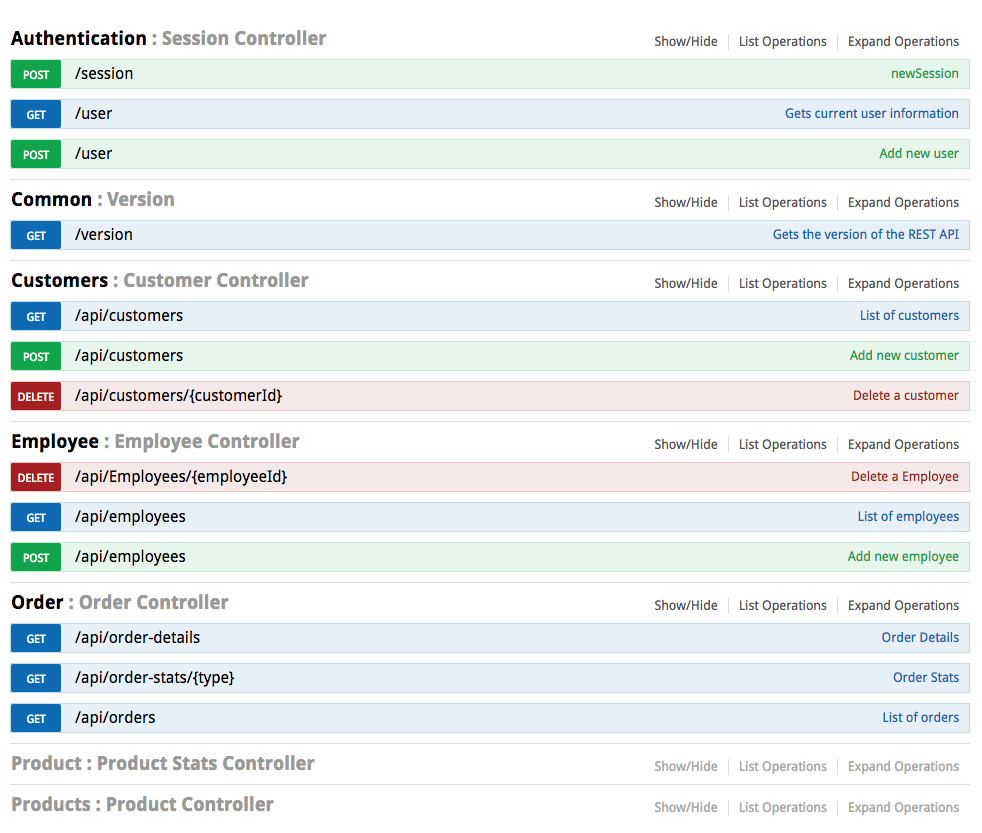 Authentication : Session Controller Show/Hide List Operations Expand Operations
POST /session newSession
GET /user Gets current user information
POST /user Add new user
Common : Version Show/Hide List Operations Expand Operations
GET /version Gets the version of the REST API
Customers : Customer Controller Show/Hide List Operations Expand Operations
GET /api/customers List of customers
POST /api/customers Add new customer
DELETE /api/customers/{customerId} Delete a customer
Employee : Employee Controller Show/Hide List Operations Expand Operations
DELETE /api/Employees/{employeeId} Delete a Employee
GET /api/employees List of employees
POST /api/employees Add new employee
Order : Order Controller Show/Hide List Operations Expand Operations
GET /api/order-details Order Details
GET /api/order-stats/{type} Order Stats
GET /api/orders List of orders
Product : Product Stats Controller Show/Hide List Operations Expand Operations
Products : Product Controller Show/Hide List Operations Expand Operations